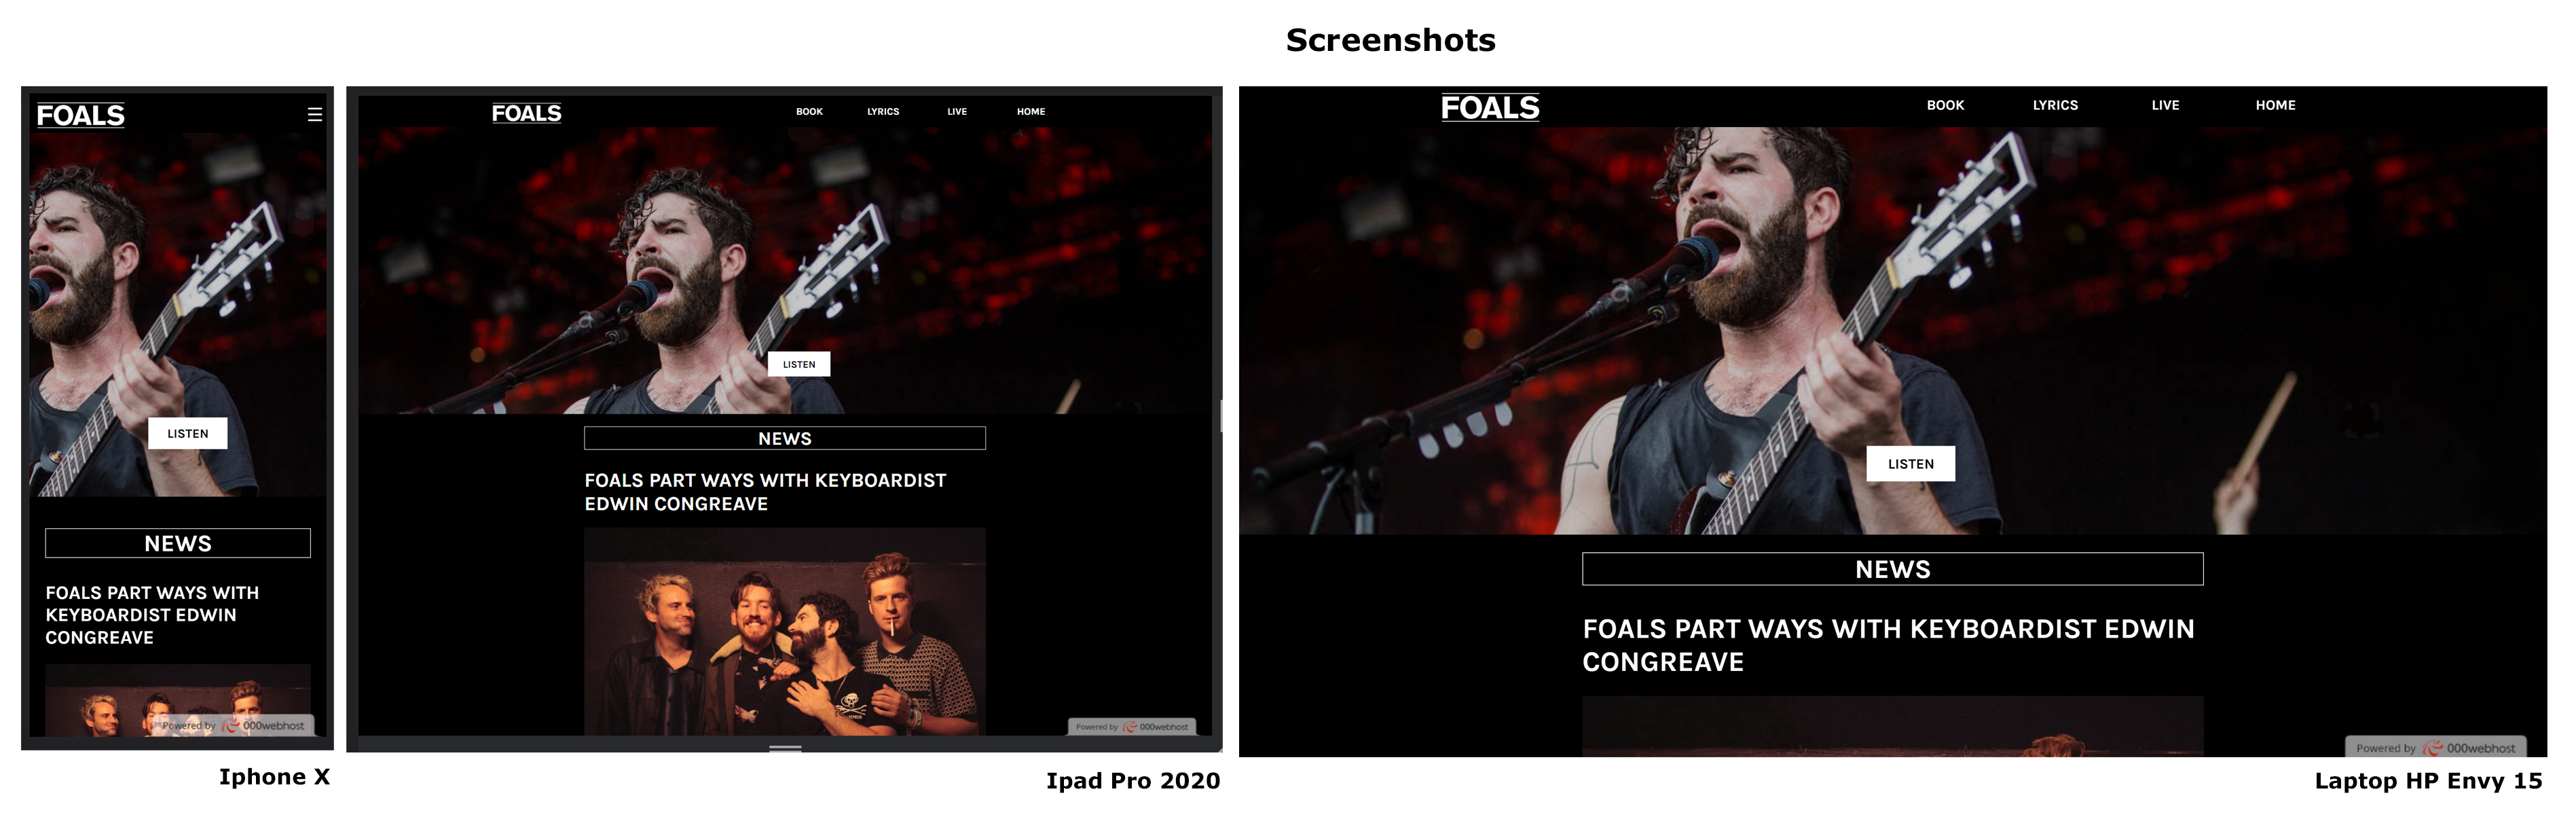 Screenshots
FOALS
LISTEN
NEWS
FOALS PART WAYS WITH
KEYBOARDIST EDWIN
CONGREAVE
Powered by 000webhost
Iphone X
FOALS
BOOK LYRICS LIVE HOME
LISTEN
NEWS
FOALS PART WAYS WITH KEYBOARDIST
EDWIN CONGREAVE
Powered by 000webhost
Ipad Pro 2020
FOALS
BOOK LYRICS LIVE HOME
LISTEN
NEWS
FOALS PART WAYS WITH KEYBOARDIST EDWIN
CONGREAVE
Powered by 000webhost
Laptop HP Envy 15